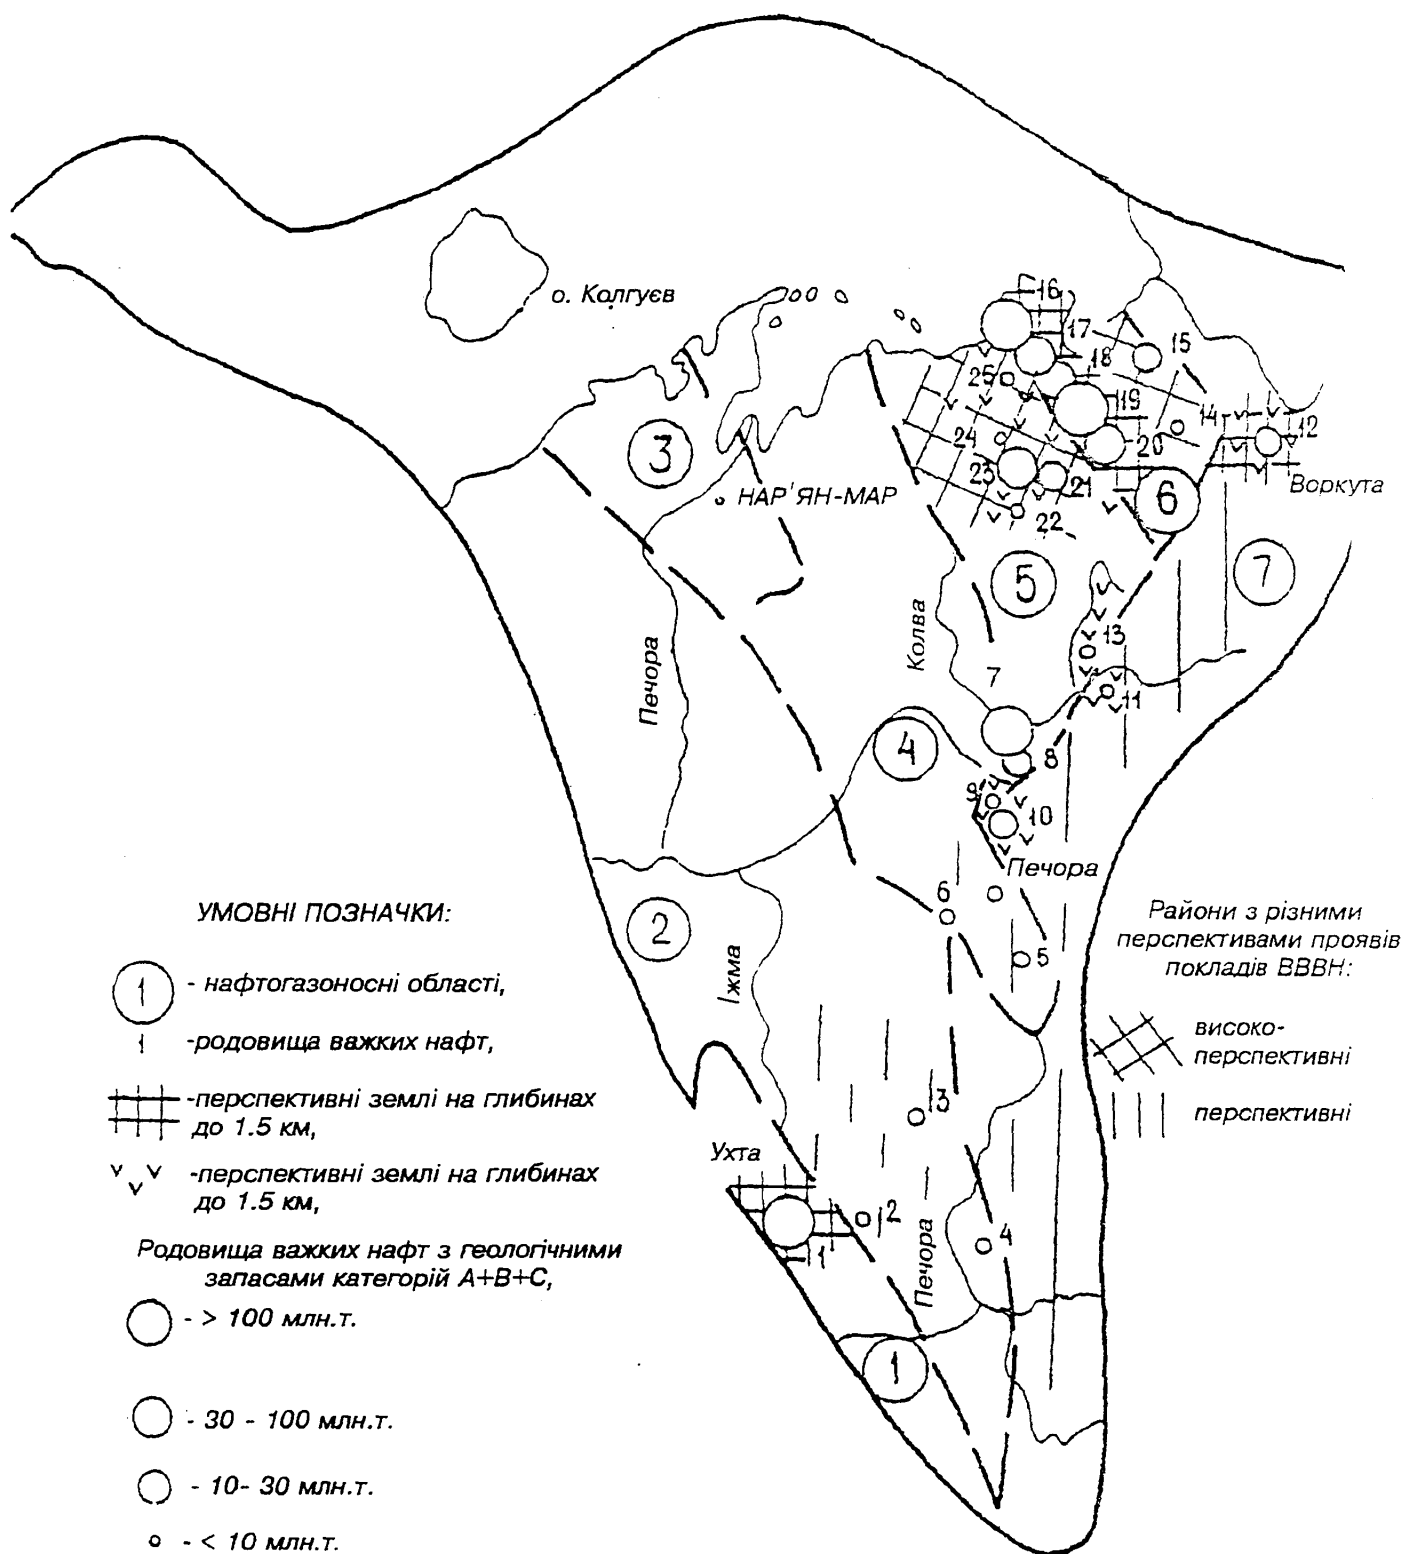 о. Колгуєв
16
17
18
15
25
19
14
12
24
20
3
23
21
6
Воркута
НАР'ЯН-МАР
22
7
5
Колва
13
Печора
7
11
4
8
9
10
Печора
6
УМОВНІ ПОЗНАЧКИ:
2
5
Іжма
Райони з різними
перспективами проявів
покладів ВВВН:
1 - нафтогазоносні області,
1 -родовища важких нафт,
високо-
перспективні
-перспективні землі на глибинах
до 1.5 км,
3
перспективні
Ухта
-перспективні землі на глибинах
до 1.5 км,
2
4
Печора
1
Родовища важких нафт з геологічними
запасами категорій А+В+С,
- > 100 млн.т.
1
- 30 - 100 млн.т.
- 10- 30 млн.т.
- < 10 млн.т.